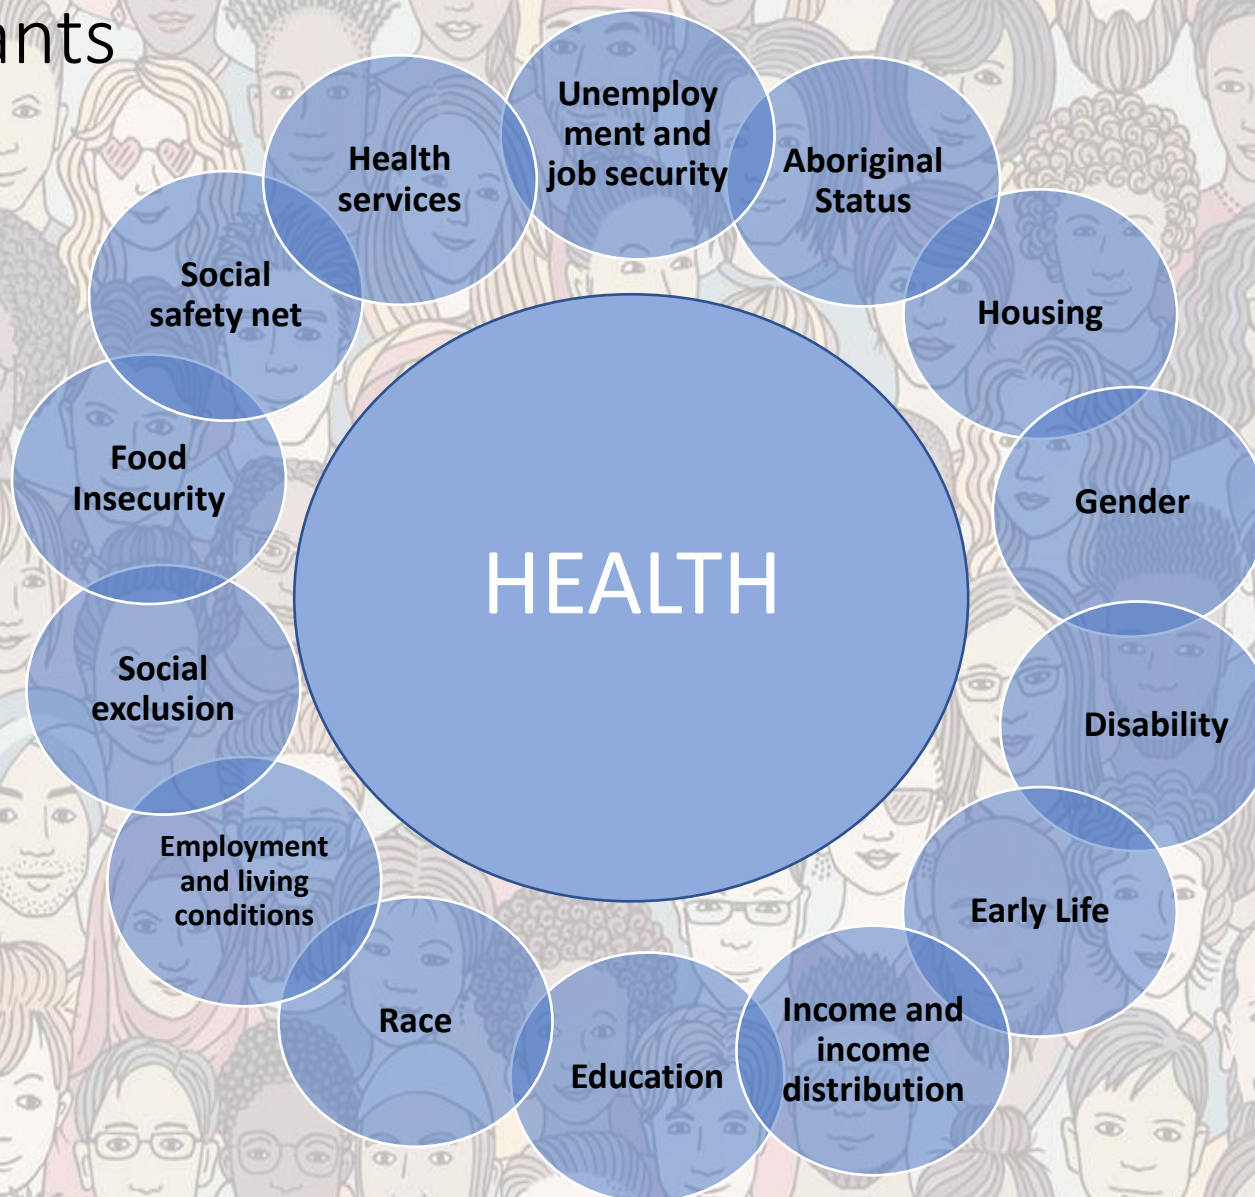 ants
Unemploy
ment and
job security
Aboriginal
Status
Housing
Gender
Disability
Early Life
Income and
income
distribution
Education
Race
Employment
and living
conditions
Social
exclusion
Food
Insecurity
Social
safety net
Health
services
HEALTH